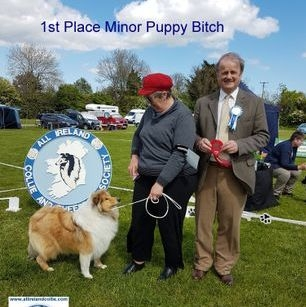 1st Place Minor Puppy Bitch
ALL IRELAND
COLLIE
SOCIETY
www.allirelandcollie.com